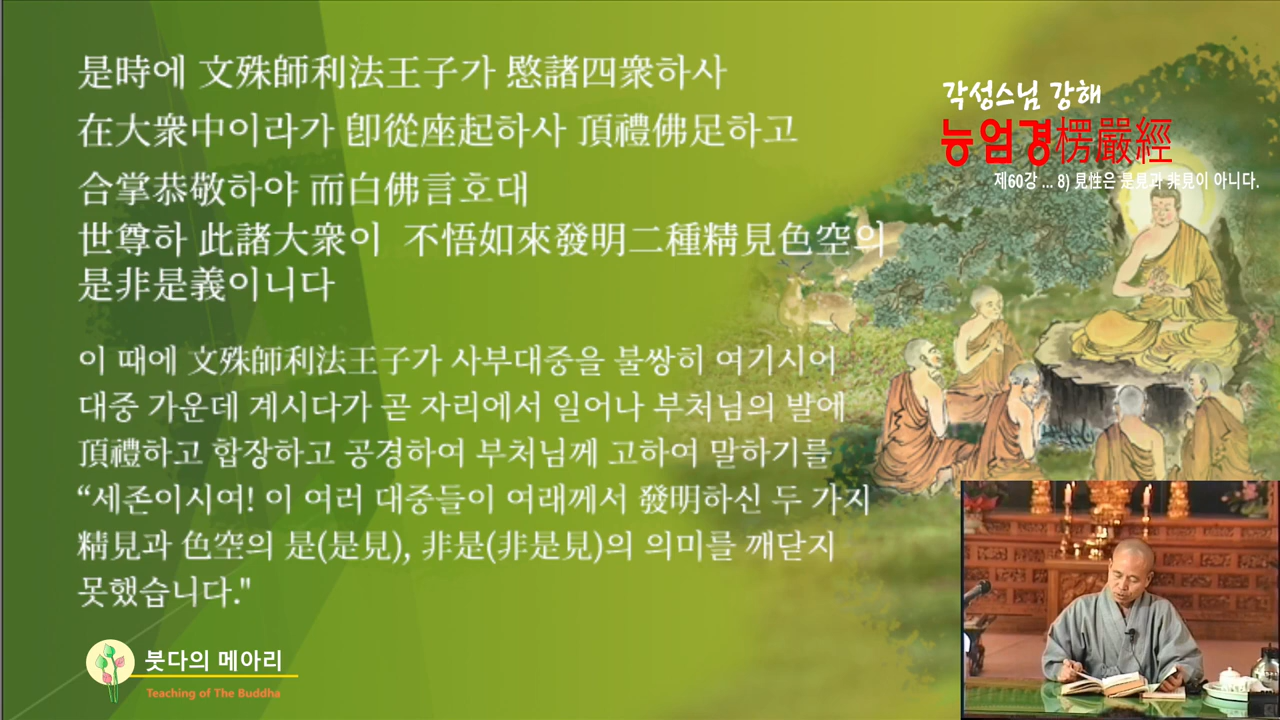 是時에 文殊師利法王子가 愍諸四衆하사
在大衆中이라가 卽從座起하사 頂禮佛足하고
合掌恭敬하야 而白佛言호대
世尊하 此諸大衆이 不悟如來發明二種精見色空의
是非是義이니다
이 때에 文殊師利法王子가 사부대중을 불쌍히 여기시어
대중 가운데 계시다가 곧 자리에서 일어나 부처님의 발에
頂禮하고 합장하고 공경하여 부처님께 고하여 말하기를
“세존이시여! 이 여러 대중들이 여래께서 發明하신 두 가지
精見과 色空의 是(是見), 非是(非是見)의 의미를 깨닫지
못했습니다."
각성스님 강해
능엄경楞嚴經
제60강 ... 8) 見性은 是見과 非見이 아니다.
붓다의 메아리
Teaching of The Buddha